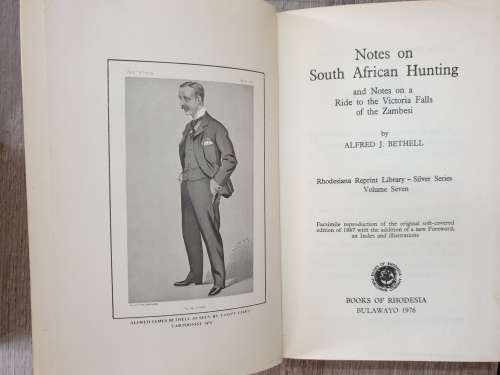 ALFRED JAMES BETHELL AS SEEN BY VANITY FAIR'S
CARTOONIST SPY
Notes on
South African Hunting
and Notes on a
Ride to the Victoria Falls
of the Zambesi
by
ALFRED J. BETHELL
Rhodesiana Reprint Library – Silver Series
Volume Seven
Facsimile reproduction of the original soft-covered
edition of 1887 with the addition of a new Foreword,
an Index and illustrations
BOOKS OF RHODESIA
BULAWAYO 1976